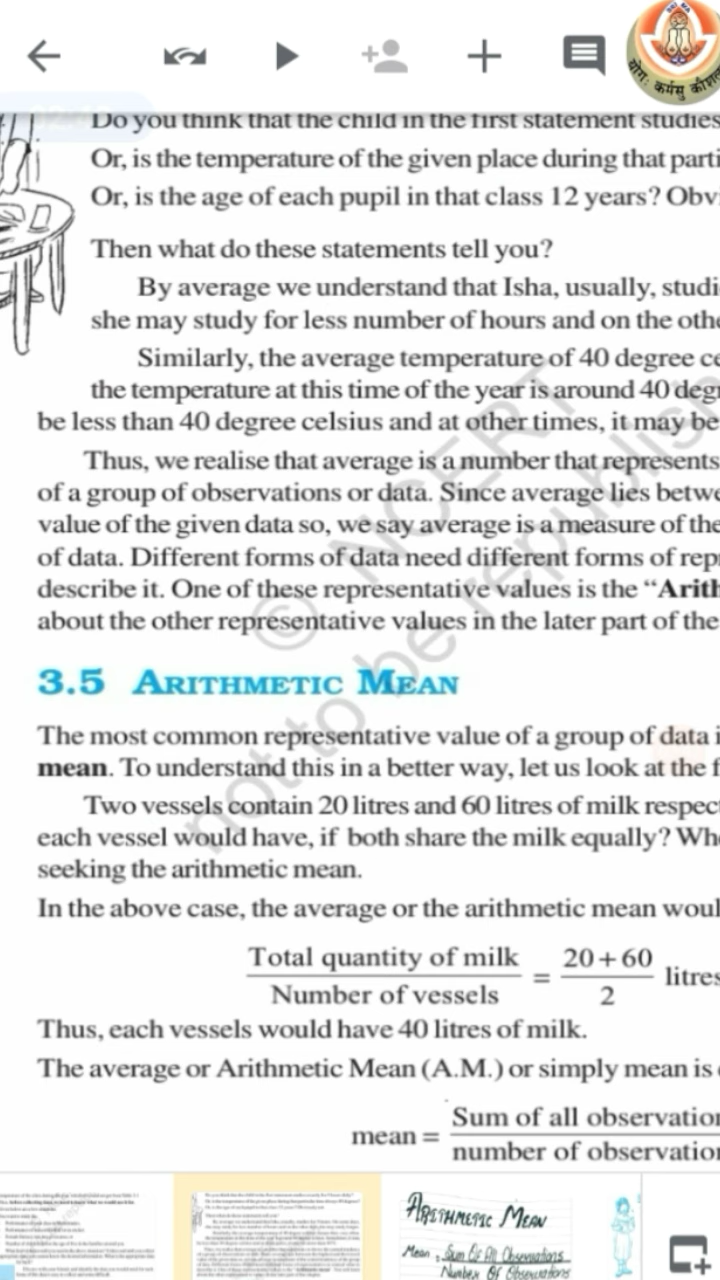 योगः कर्मसु कौशल
Do you think that the child in the first statement studies
Or, is the temperature of the given place during that parti
Or, is the age of each pupil in that class 12 years? Obvi
Then what do these statements tell you?
By average we understand that Isha, usually, studi
she may study for less number of hours and on the othe
Similarly, the average temperature of 40 degree ce
the temperature at this time of the year is around 40 degr
be less than 40 degree celsius and at other times, it may be
Thus, we realise that average is a number that represents
of a group of observations or data. Since average lies betwe
value of the given data so, we say average is a measure of the
of data. Different forms of data need different forms of rep
describe it. One of these representative values is the “Arith
about the other representative values in the later part of the
© NCERT
not to be republish
3.5 ARITHMETIC MEAN
The most common representative value of a group of data i
mean. To understand this in a better way, let us look at the f
Two vessels contain 20 litres and 60 litres of milk respect
each vessel would have, if both share the milk equally? Whe
seeking the arithmetic mean.
In the above case, the average or the arithmetic mean woul
Total quantity of milk / Number of vessels = 20 + 60 / 2 litres
Thus, each vessels would have 40 litres of milk.
The average or Arithmetic Mean (A.M.) or simply mean is
mean = Sum of all observation / number of observation
ARITHMETIC MEAN
Mean = Sum Of All Observations
Number Of Observations